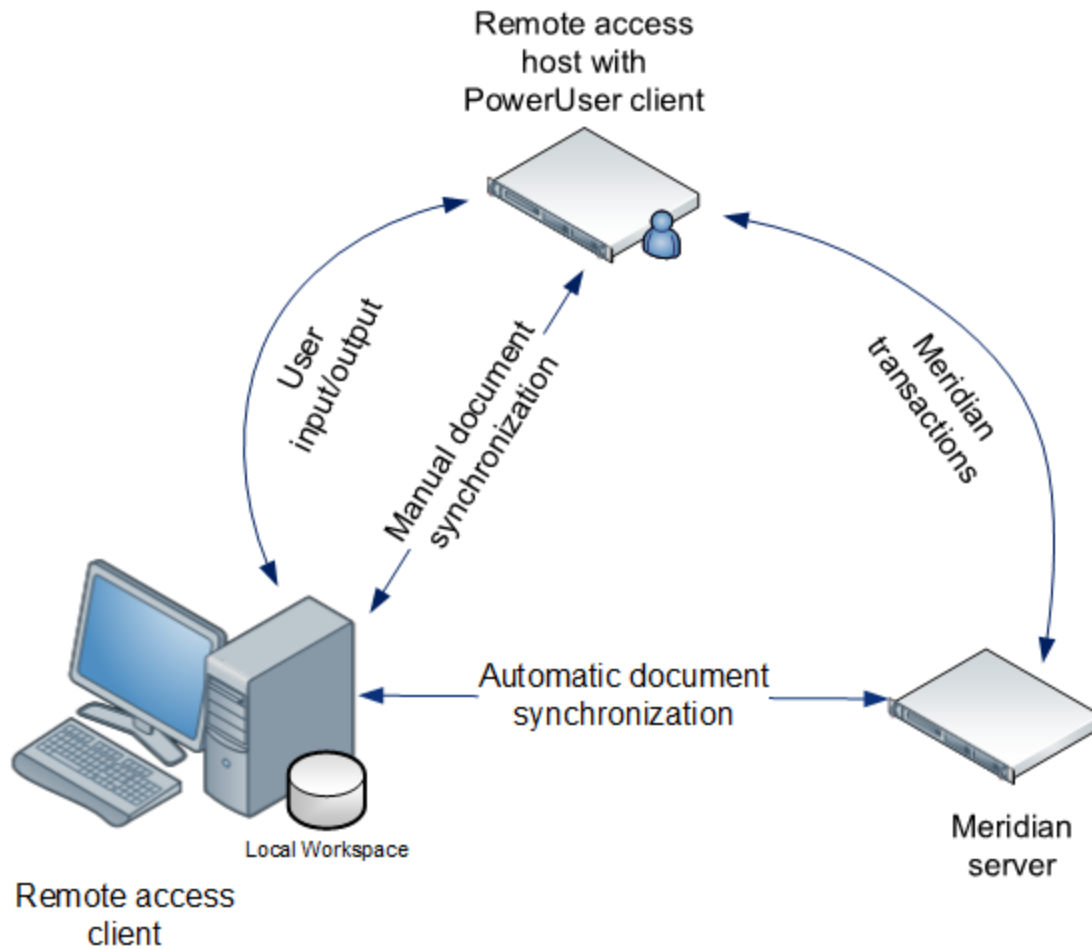 Remote access
host with
PowerUser client
User
input/output
Manual document
synchronization
Meridian
transactions
Automatic document
synchronization
Local Workspace
Remote access
client
Meridian
server